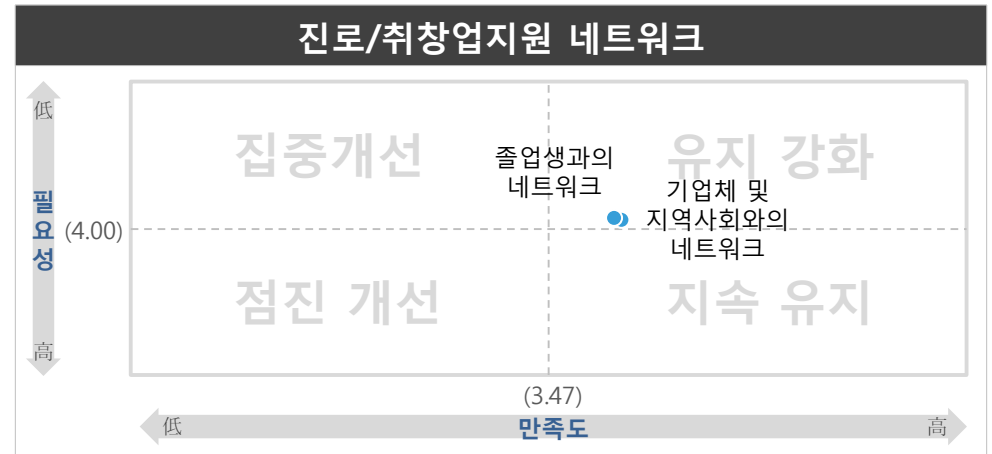 진로/취창업지원 네트워크
低
집중개선
유지 강화
졸업생과의
네트워크
기업체 및
지역사회와의
네트워크
필
요
성
(4.00)
점진 개선
지속 유지
高
(3.47)
低
만족도
高